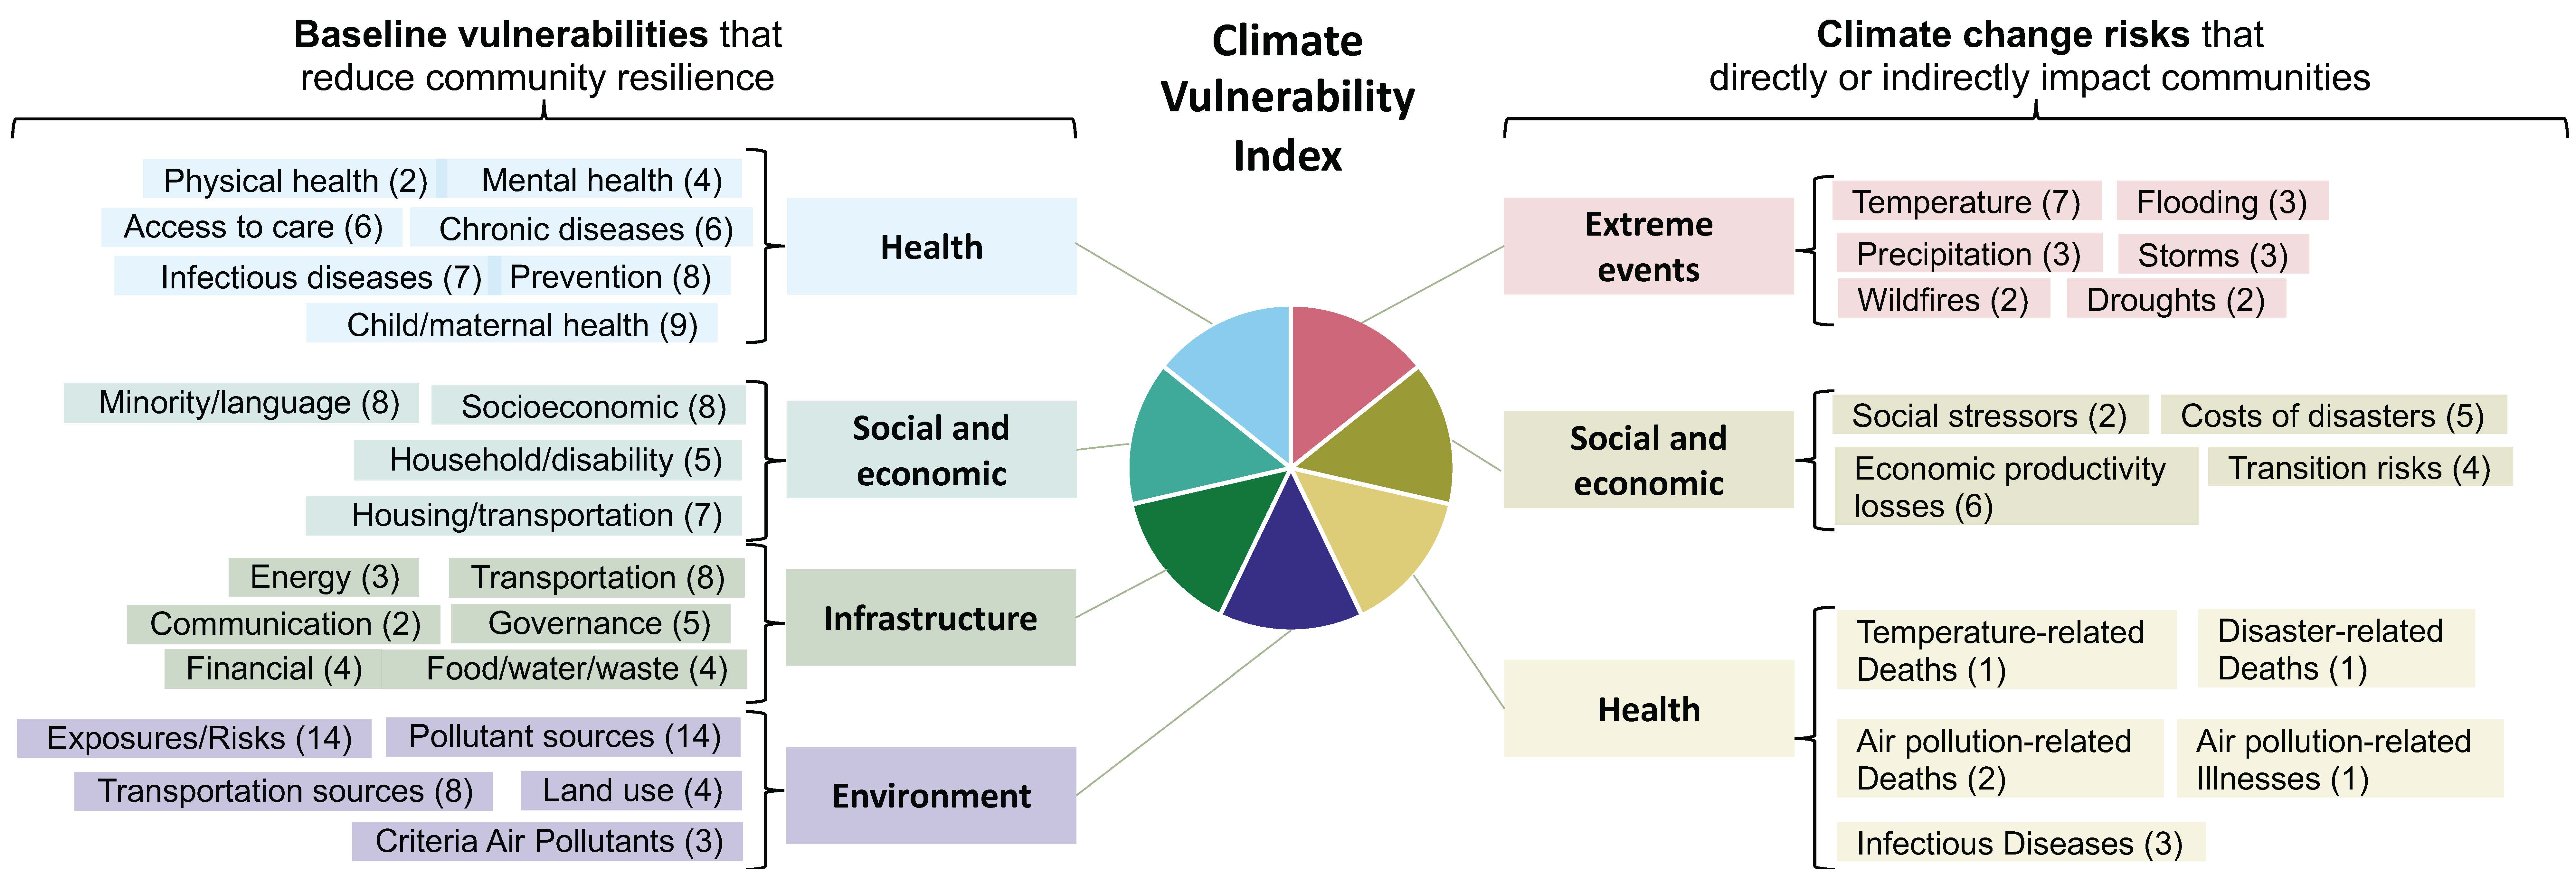 Baseline vulnerabilities that
reduce community resilience
Climate
Vulnerability
Index
Climate change risks that
directly or indirectly impact communities
Physical health (2)
Mental health (4)
Access to care (6)
Chronic diseases (6)
Infectious diseases (7)
Prevention (8)
Child/maternal health (9)
Health
Minority/language (8)
Socioeconomic (8)
Household/disability (5)
Housing/transportation (7)
Social and
economic
Energy (3)
Transportation (8)
Communication (2)
Governance (5)
Financial (4)
Food/water/waste (4)
Infrastructure
Exposures/Risks (14)
Pollutant sources (14)
Transportation sources (8)
Land use (4)
Criteria Air Pollutants (3)
Environment
Extreme
events
Temperature (7)
Flooding (3)
Precipitation (3)
Storms (3)
Wildfires (2)
Droughts (2)
Social and
economic
Social stressors (2)
Costs of disasters (5)
Economic productivity
losses (6)
Transition risks (4)
Health
Temperature-related
Deaths (1)
Disaster-related
Deaths (1)
Air pollution-related
Deaths (2)
Air pollution-related
Illnesses (1)
Infectious Diseases (3)